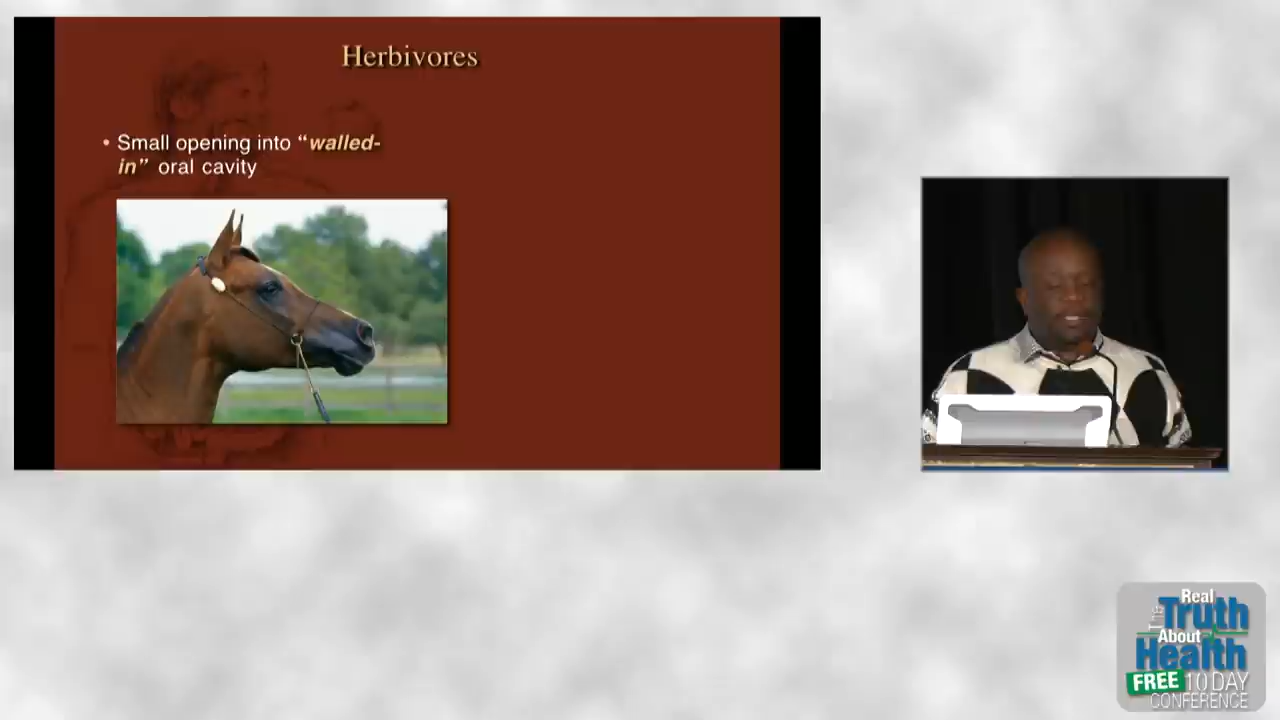 Herbivores
• Small opening into “walled-
in” oral cavity
The Real
Truth
About
Health
FREE 10 DAY
CONFERENCE